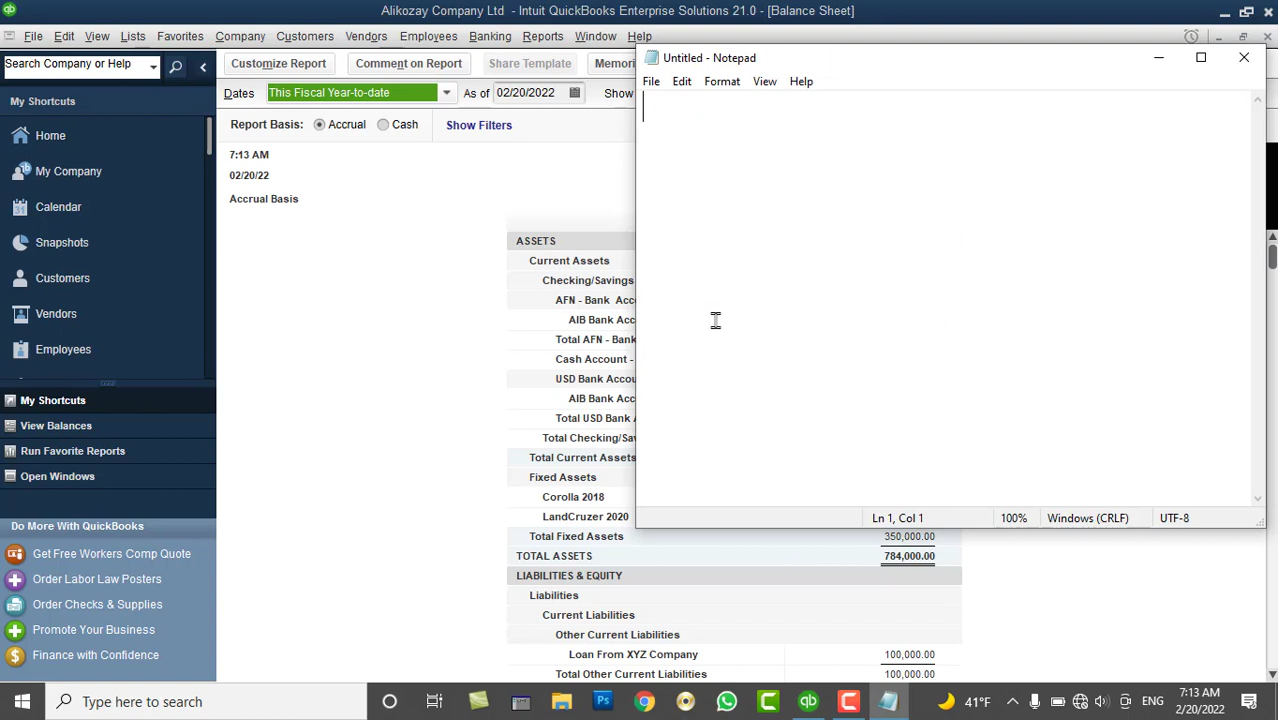 Alikozay Company Ltd - Intuit QuickBooks Enterprise Solutions 21.0 - [Balance Sheet]
File Edit View Lists Favorites Company Customers Vendors Employees Banking Reports Window Help
Search Company or Help
Customize Report Comment on Report Share Template Memori
Dates This Fiscal Year-to-date As of 02/20/2022 Show
Report Basis: Accrual Cash Show Filters
7:13 AM
02/20/22
Accrual Basis
My Shortcuts
Home
My Company
Calendar
Snapshots
Customers
Vendors
Employees
My Shortcuts
View Balances
Run Favorite Reports
Open Windows
Do More With QuickBooks
Get Free Workers Comp Quote
Order Labor Law Posters
Order Checks & Supplies
Promote Your Business
Finance with Confidence
ASSETS
Current Assets
Checking/Savings
AFN - Bank Acc
AIB Bank Acc
Total AFN - Bank
Cash Account -
USD Bank Accou
AIB Bank Acc
Total USD Bank
Total Checking/Sav
Total Current Assets
Fixed Assets
Corolla 2018
LandCruzer 2020
Total Fixed Assets 350,000.00
TOTAL ASSETS 784,000.00
LIABILITIES & EQUITY
Liabilities
Current Liabilities
Other Current Liabilities
Loan From XYZ Company 100,000.00
Total Other Current Liabilities 100,000.00
Untitled - Notepad
File Edit Format View Help
Ln 1, Col 1 100% Windows (CRLF) UTF-8
Type here to search
41°F ENG 7:13 AM
2/20/2022